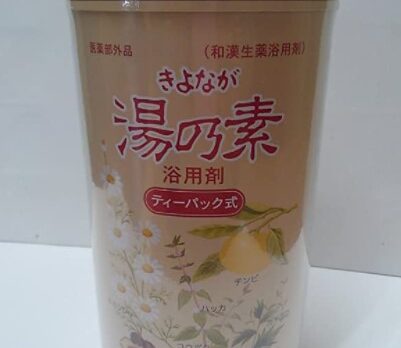 医薬部外品 (和漢生薬浴用剤)
きよなが
湯乃素
浴用剤
ティーパック式
チンピ
ハッカ